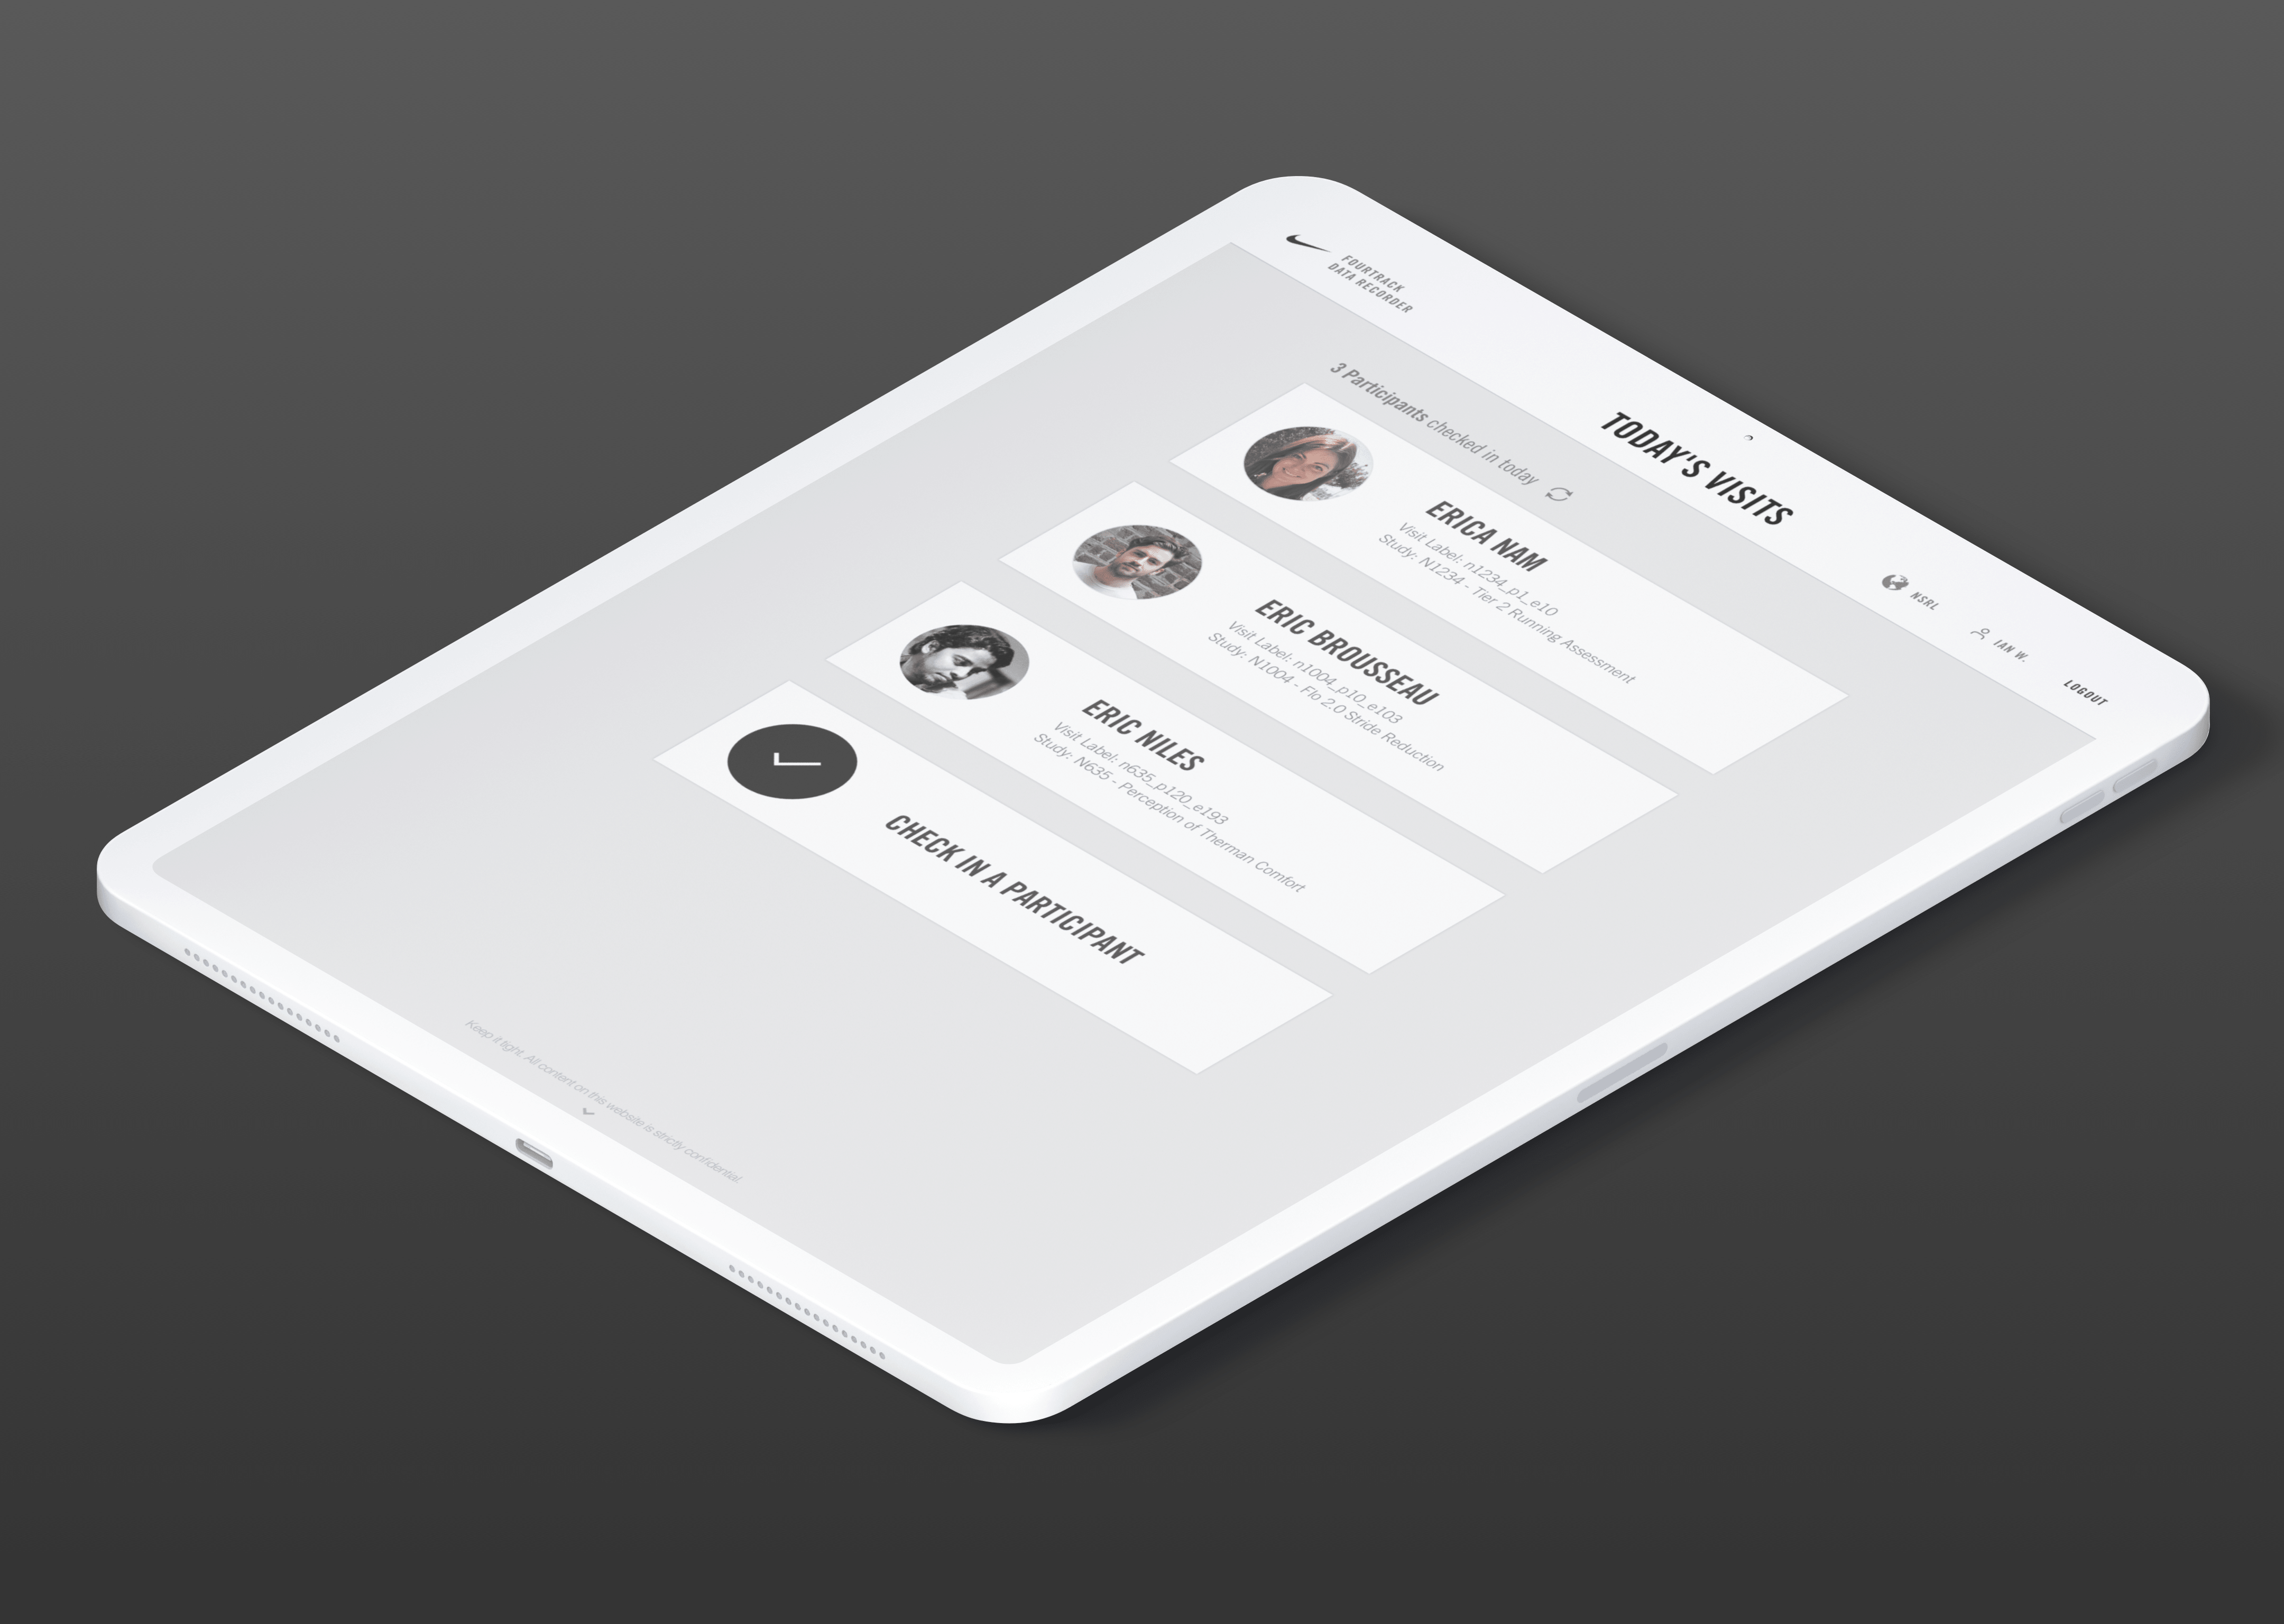 FOURTRACK
DATA RECORDER
TODAY'S VISITS
NSRL
IAN W.
LOGOUT
3 Participants checked in today
ERICA NAM
Visit Label: n1234_p1_e10
Study: N1234 - Tier 2 Running Assessment
ERIC BROUSSEAU
Visit Label: n1004_p10_e103
Study: N1004 - Flo 2.0 Stride Reduction
ERIC NILES
Visit Label: n635_p120_e193
Study: N635 - Perception of Therman Comfort
CHECK IN A PARTICIPANT
Keep it tight. All content on this website is strictly confidential.